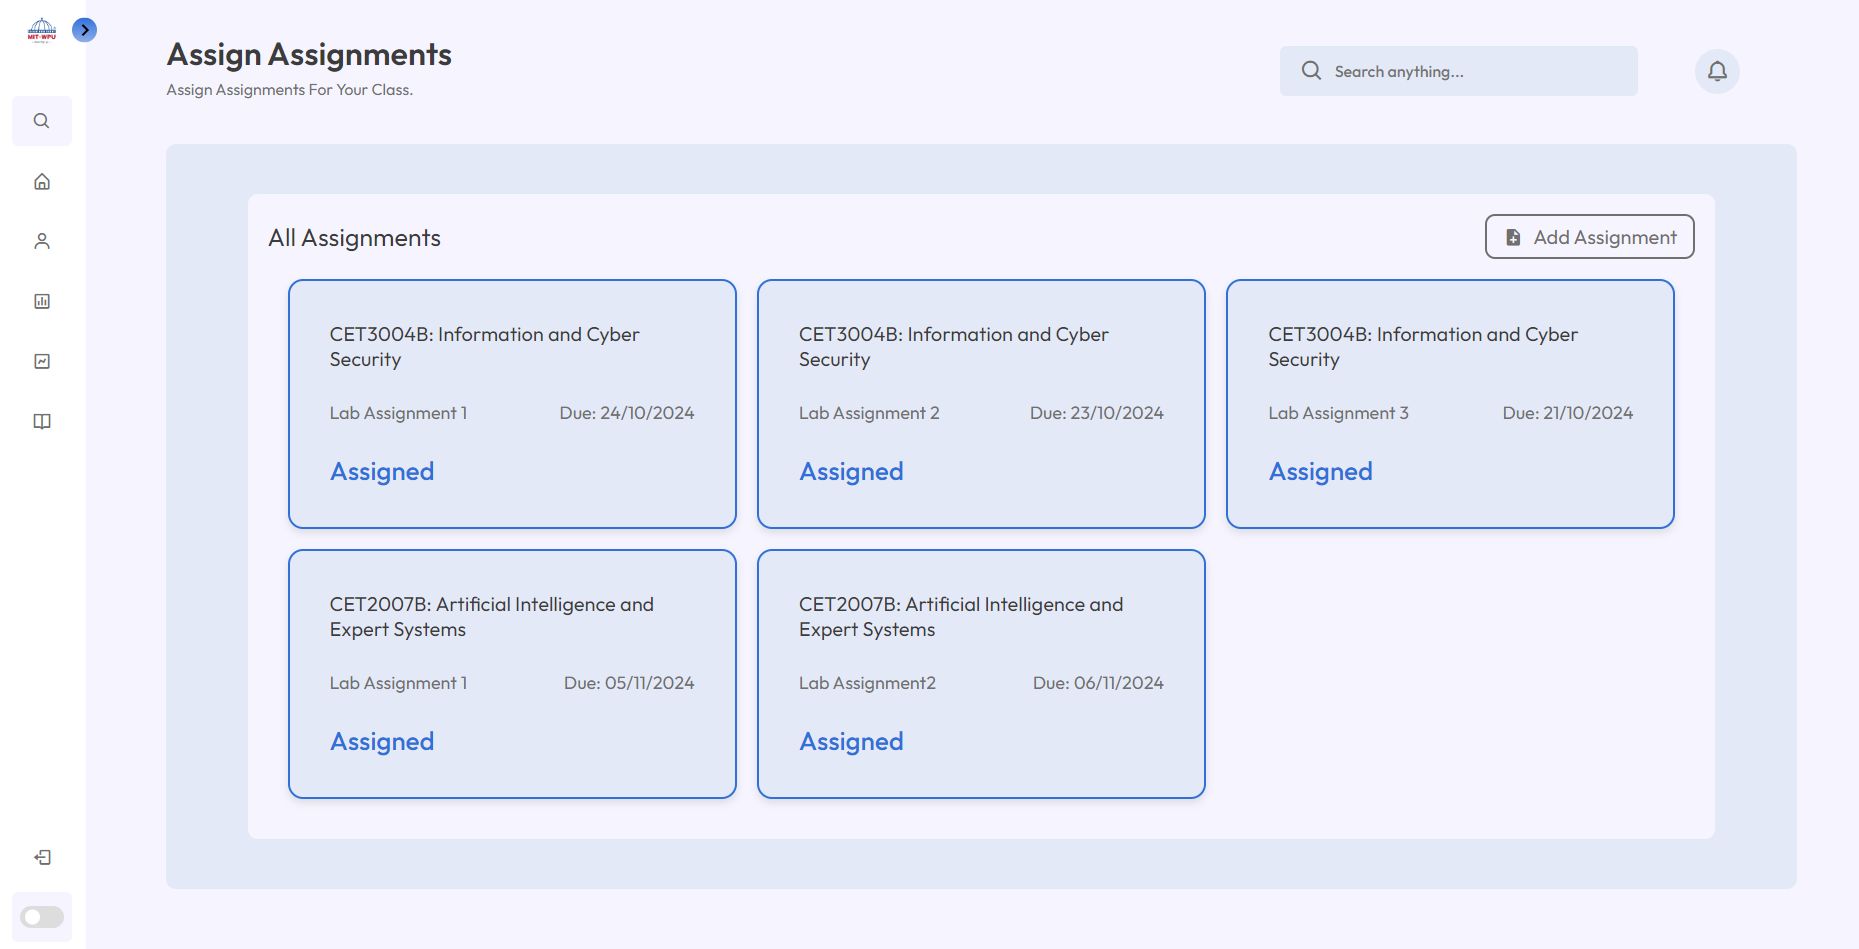 MIT-WPU
Assign Assignments
Assign Assignments For Your Class.
Search anything...
All Assignments
Add Assignment
CET3004B: Information and Cyber
Security
Lab Assignment 1
Due: 24/10/2024
Assigned
CET3004B: Information and Cyber
Security
Lab Assignment 2
Due: 23/10/2024
Assigned
CET3004B: Information and Cyber
Security
Lab Assignment 3
Due: 21/10/2024
Assigned
CET2007B: Artificial Intelligence and
Expert Systems
Lab Assignment 1
Due: 05/11/2024
Assigned
CET2007B: Artificial Intelligence and
Expert Systems
Lab Assignment2
Due: 06/11/2024
Assigned